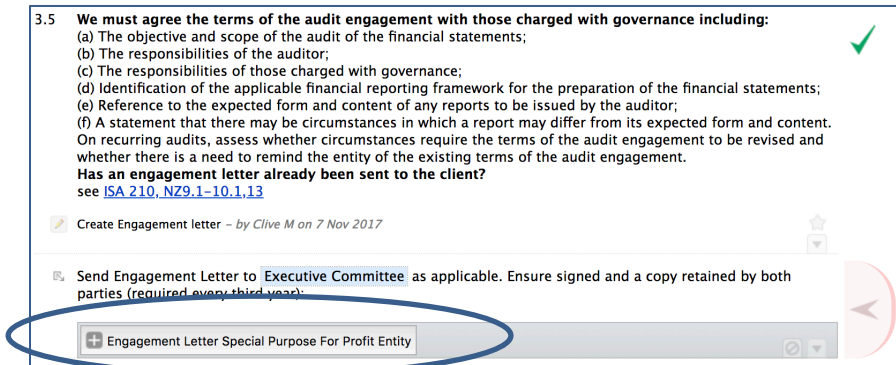 3.5 We must agree the terms of the audit engagement with those charged with governance including:
(a) The objective and scope of the audit of the financial statements;
(b) The responsibilities of the auditor;
(c) The responsibilities of those charged with governance;
(d) Identification of the applicable financial reporting framework for the preparation of the financial statements;
(e) Reference to the expected form and content of any reports to be issued by the auditor;
(f) A statement that there may be circumstances in which a report may differ from its expected form and content.
On recurring audits, assess whether circumstances require the terms of the audit engagement to be revised and
whether there is a need to remind the entity of the existing terms of the audit engagement.
Has an engagement letter already been sent to the client?
see ISA 210, NZ9.1-10.1,13
Create Engagement letter – by Clive M on 7 Nov 2017
Send Engagement Letter to Executive Committee as applicable. Ensure signed and a copy retained by both
parties (required every third year):
Engagement Letter Special Purpose For Profit Entity